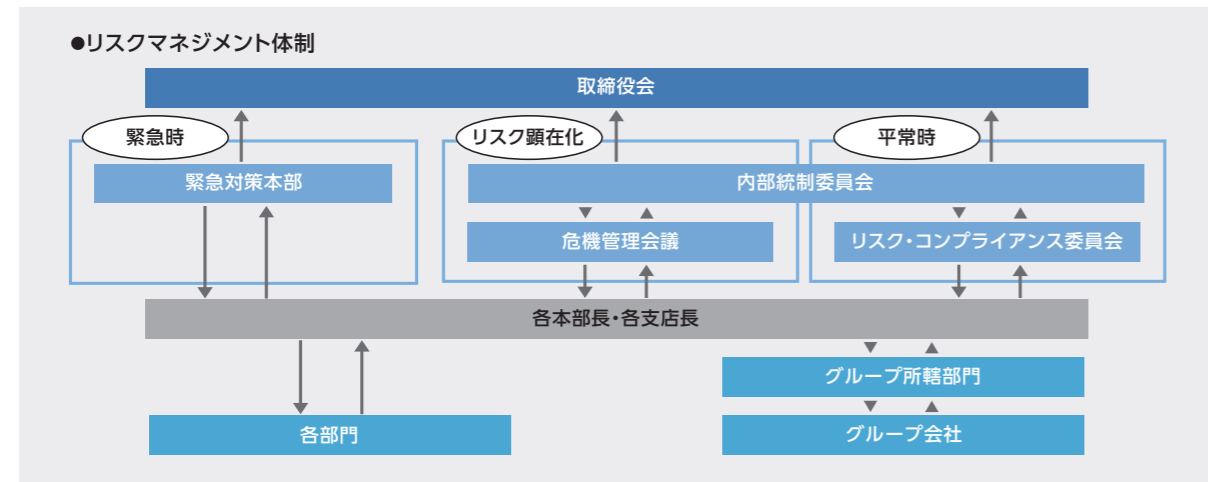 ●リスクマネジメント体制
取締役会
緊急時
リスク顕在化
平常時
緊急対策本部
内部統制委員会
危機管理会議
リスク・コンプライアンス委員会
各本部長・各支店長
グループ所轄部門
各部門
グループ会社